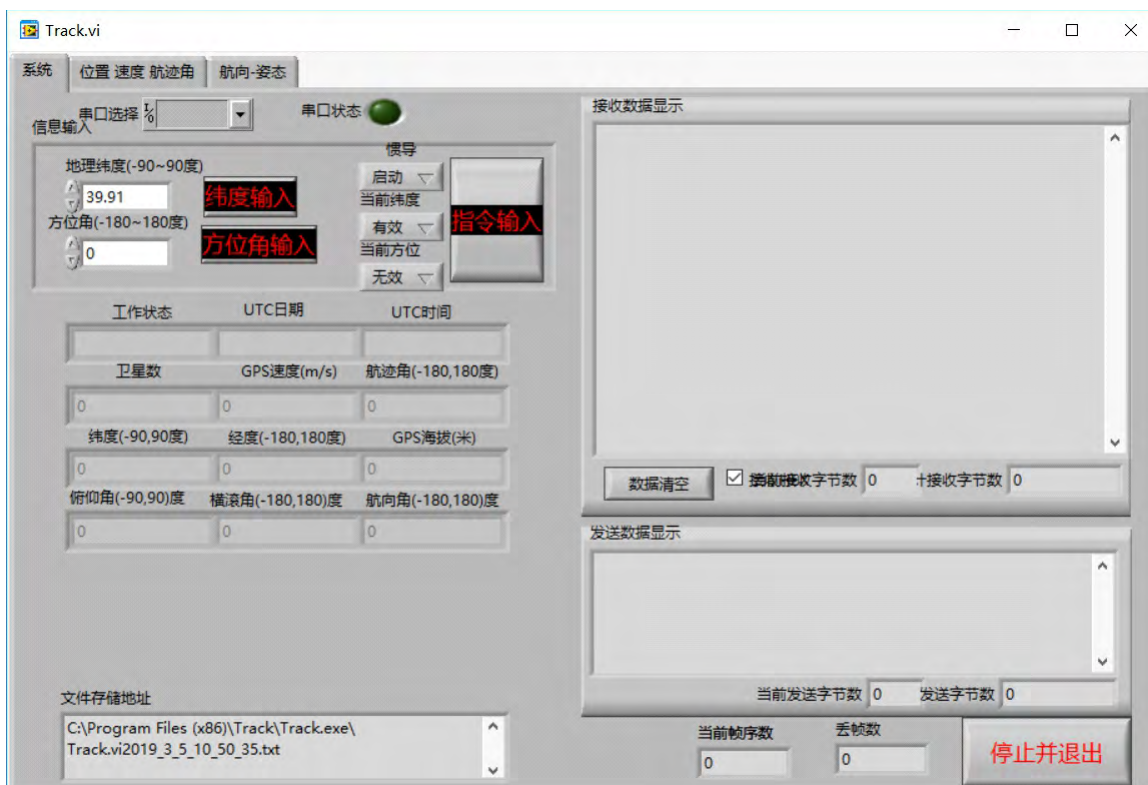 Track.vi
系统 位置 速度 航迹角 航向-姿态
串口选择 串口状态
信息输入
地理纬度(-90~90度)
39.91
纬度输入
方位角(-180~180度)
0
方位角输入
惯导
启动
当前纬度
有效
当前方位
无效
指令输入
工作状态 UTC日期 UTC时间
卫星数 GPS速度(m/s) 航迹角(-180,180度)
0 0 0
纬度(-90,90度) 经度(-180,180度) GPS海拔(米)
0 0 0
俯仰角(-90,90)度 横滚角(-180,180)度 航向角(-180,180)度
0 0 0
文件存储地址
C:\Program Files (x86)\Track\Track.exe\
Track.vi2019_3_5_10_50_35.txt
接收数据显示
数据清空 字节数 0 接收字节数 0
发送数据显示
当前发送字节数 0 发送字节数 0
当前帧序数 丢帧数
0 0
停止并退出